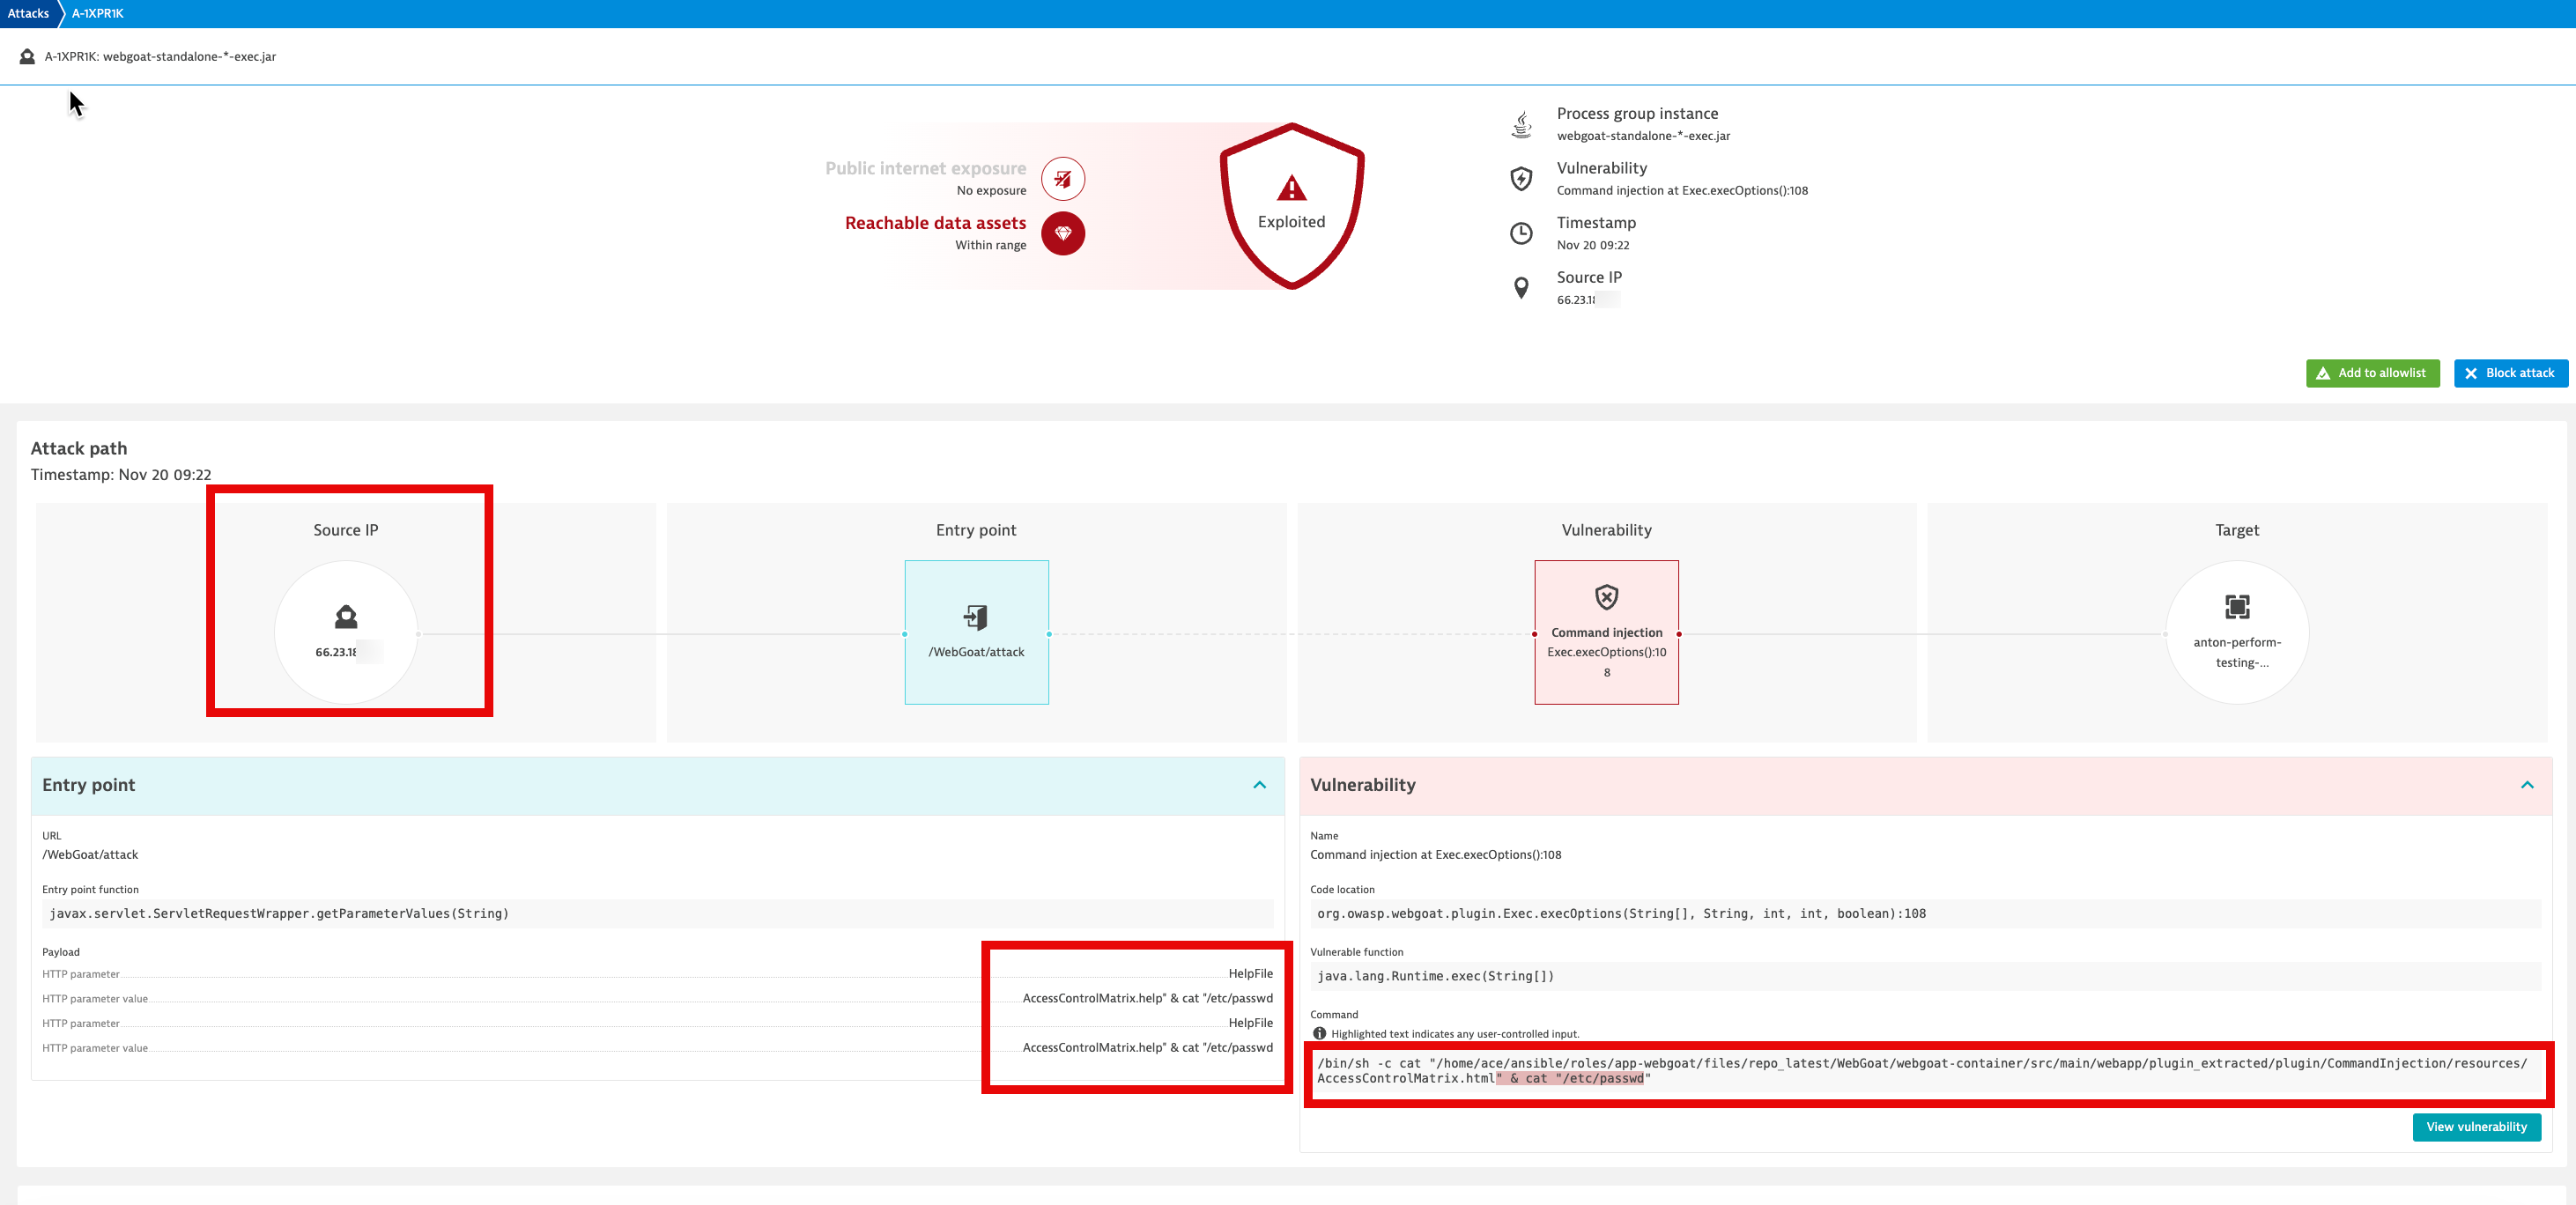 Attacks
A-1XPR1K
A-1XPR1K: webgoat-standalone-*-exec.jar
Public internet exposure
No exposure
Reachable data assets
Within range
Exploited
Process group instance
webgoat-standalone-*-exec.jar
Vulnerability
Command injection at Exec.execOptions():108
Timestamp
Nov 20 09:22
Source IP
66.23.18
Add to allowlist
Block attack
Attack path
Timestamp: Nov 20 09:22
Source IP
66.23.18
Entry point
/WebGoat/attack
Vulnerability
Command injection
Exec.execOptions():10
8
Target
anton-perform-
testing-...
Entry point
URL
/WebGoat/attack
Entry point function
javax.servlet.ServletRequestWrapper.getParameterValues(String)
Payload
HTTP parameter HelpFile
HTTP parameter value AccessControlMatrix.help" & cat "/etc/passwd
HTTP parameter HelpFile
HTTP parameter value AccessControlMatrix.help" & cat "/etc/passwd
Vulnerability
Name
Command injection at Exec.execOptions():108
Code location
org.owasp.webgoat.plugin.Exec.execOptions(String[], String, int, int, boolean):108
Vulnerable function
java.lang.Runtime.exec(String[])
Command
Highlighted text indicates any user-controlled input.
/bin/sh -c cat "/home/ace/ansible/roles/app-webgoat/files/repo_latest/WebGoat/webgoat-container/src/main/webapp/plugin_extracted/plugin/CommandInjection/resources/
AccessControlMatrix.html" & cat "/etc/passwd"
View vulnerability